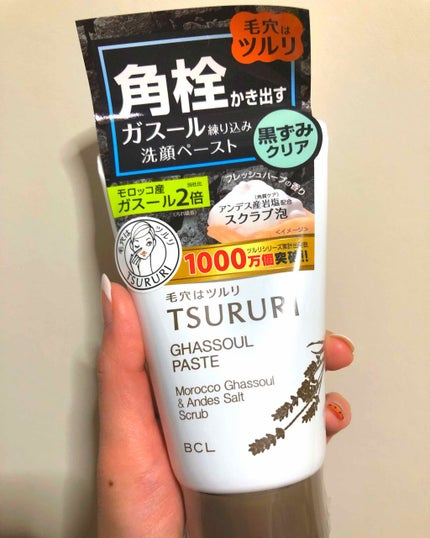 毛穴は
ツルリ
角栓かき出す
ガスール練り込み
洗顔ペースト
黒ずみ
クリア
モロッコ産
ガスール2倍
フレッシュハーブの香り
(角質ケア)
アンデス産岩塩配合
スクラブ泡
<イメージ>
毛穴はツルリ
TSURURI
1000万個突破!!
毛穴はツルリ
TSURURI
GHASSOUL
PASTE
Morocco Ghassoul
& Andes Salt
Scrub
BCL